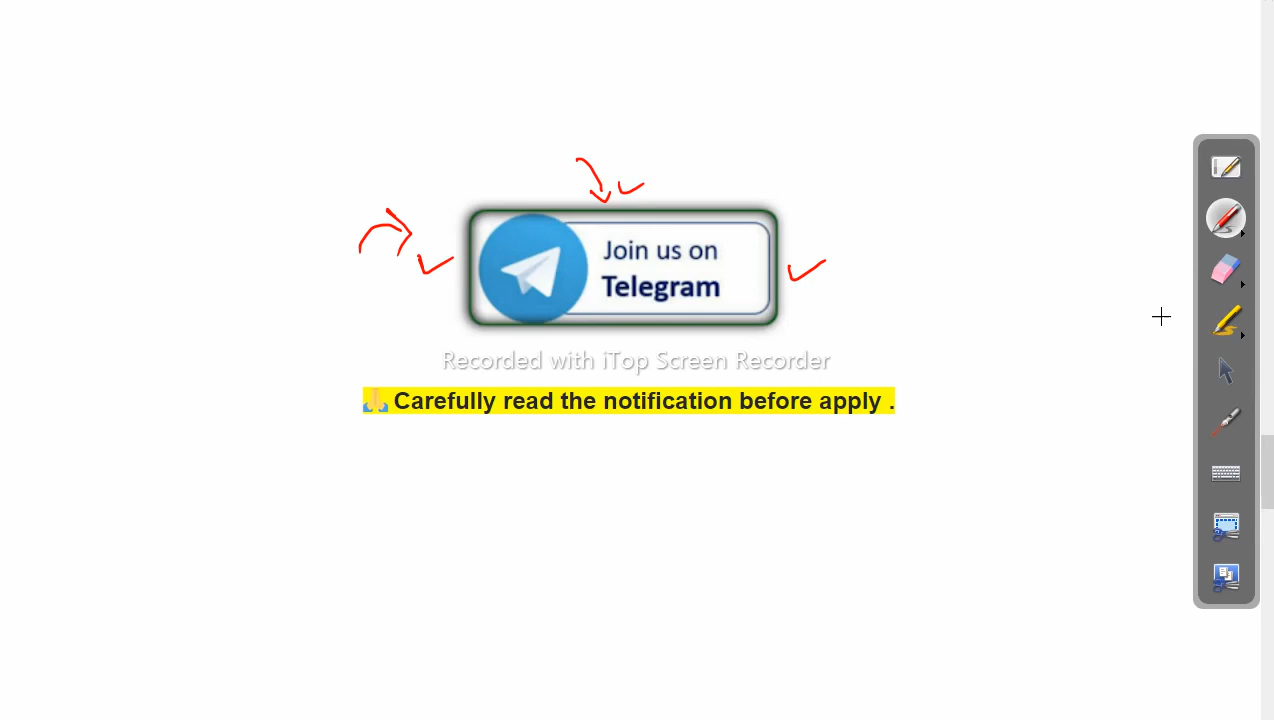 Join us on
Telegram
Recorded with iTop Screen Recorder
🙏 Carefully read the notification before apply .